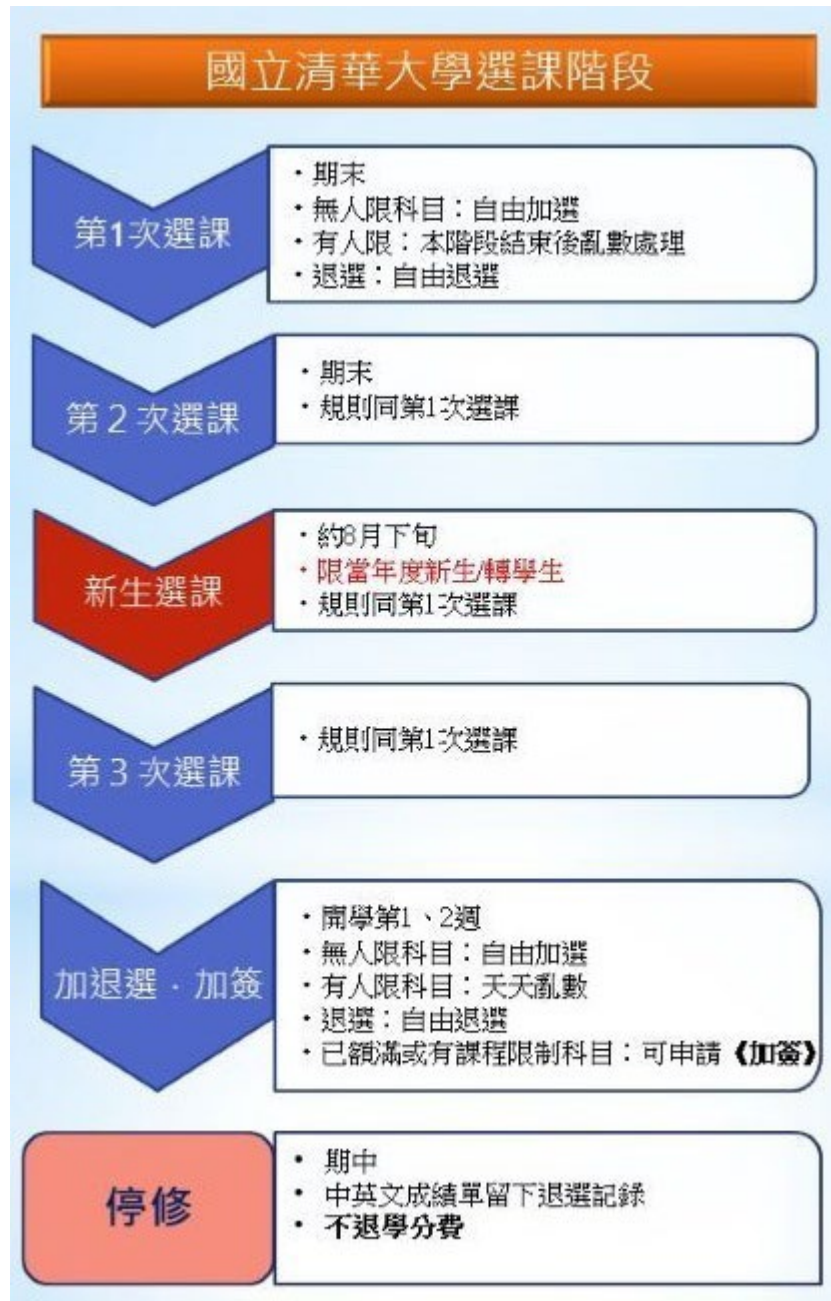 國立清華大學選課階段
第1次選課
・期末
・無人限科目：自由加選
・有人限：本階段結束後亂數處理
・退選：自由退選
第2次選課
・期末
・規則同第1次選課
新生選課
・約8月下旬
・限當年度新生/轉學生
・規則同第1次選課
第3次選課
・規則同第1次選課
加退選．加簽
・開學第1、2週
・無人限科目：自由加選
・有人限科目：天天亂數
・退選：自由退選
・已額滿或有課程限制科目：可申請《加簽》
停修
• 期中
• 中英文成績單留下退選記錄
• 不退學分費